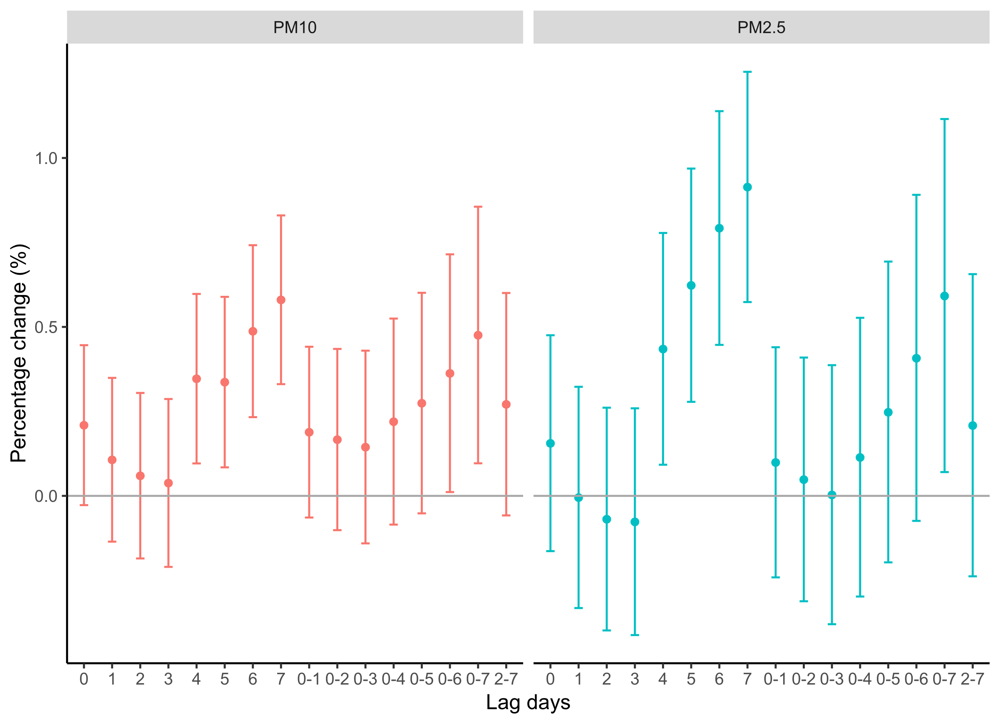 PM10
PM2.5
Percentage change (%)
1.0
0.5
0.0
0 1 2 3 4 5 6 7 0-1 0-2 0-3 0-4 0-5 0-6 0-7 2-7
0 1 2 3 4 5 6 7 0-1 0-2 0-3 0-4 0-5 0-6 0-7 2-7
Lag days